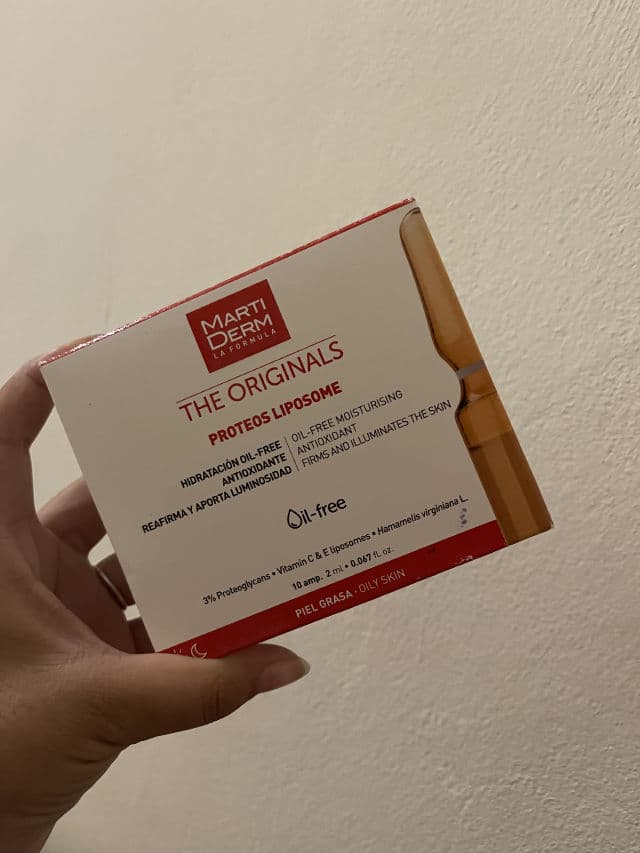 MARTI
DERM
LA FORMULA
THE ORIGINALS
PROTEOS LIPOSOME
HIDRATACIÓN OIL-FREE
ANTIOXIDANTE
REAFIRMA Y APORTA LUMINOSIDAD
OIL-FREE MOISTURISING
ANTIOXIDANT
FIRMS AND ILLUMINATES THE SKIN
Oil-free
3% Proteoglycans • Vitamin C & E liposomes • Hamamelis virginiana L.
10 amp. 2 ml • 0.067 fl. oz.
PIEL GRASA · OILY SKIN